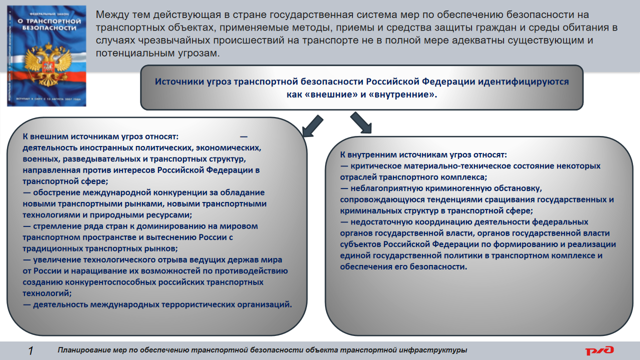 О ТРАНСПОРТНОЙ
БЕЗОПАСНОСТИ
Между тем действующая в стране государственная система мер по обеспечению безопасности на
транспортных объектах, применяемые методы, приемы и средства защиты граждан и среды обитания в
случаях чрезвычайных происшествий на транспорте не в полной мере адекватны существующим и
потенциальным угрозам.
Источники угроз транспортной безопасности Российской Федерации идентифицируются
как «внешние» и «внутренние».
К внешним источникам угроз относят: —
деятельность иностранных политических, экономических,
военных, разведывательных и транспортных структур,
направленная против интересов Российской Федерации в
транспортной сфере;
— обострение международной конкуренции за обладание
новыми транспортными рынками, новыми транспортными
технологиями и природными ресурсами;
— стремление ряда стран к доминированию на мировом
транспортном пространстве и вытеснению России с
традиционных транспортных рынков;
— увеличение технологического отрыва ведущих держав мира
от России и наращивание их возможностей по противодействию
созданию конкурентоспособных российских транспортных
технологий;
— деятельность международных террористических организаций.
К внутренним источникам угроз относят:
— критическое материально-техническое состояние некоторых
отраслей транспортного комплекса;
— неблагоприятную криминогенную обстановку,
сопровождающуюся тенденциями сращивания государственных и
криминальных структур в транспортной сфере;
— недостаточную координацию деятельности федеральных
органов государственной власти, органов государственной власти
субъектов Российской Федерации по формированию и реализации
единой государственной политики в транспортном комплексе и
обеспечения его безопасности.
1 Планирование мер по обеспечению транспортной безопасности объекта транспортной инфраструктуры
РЖД